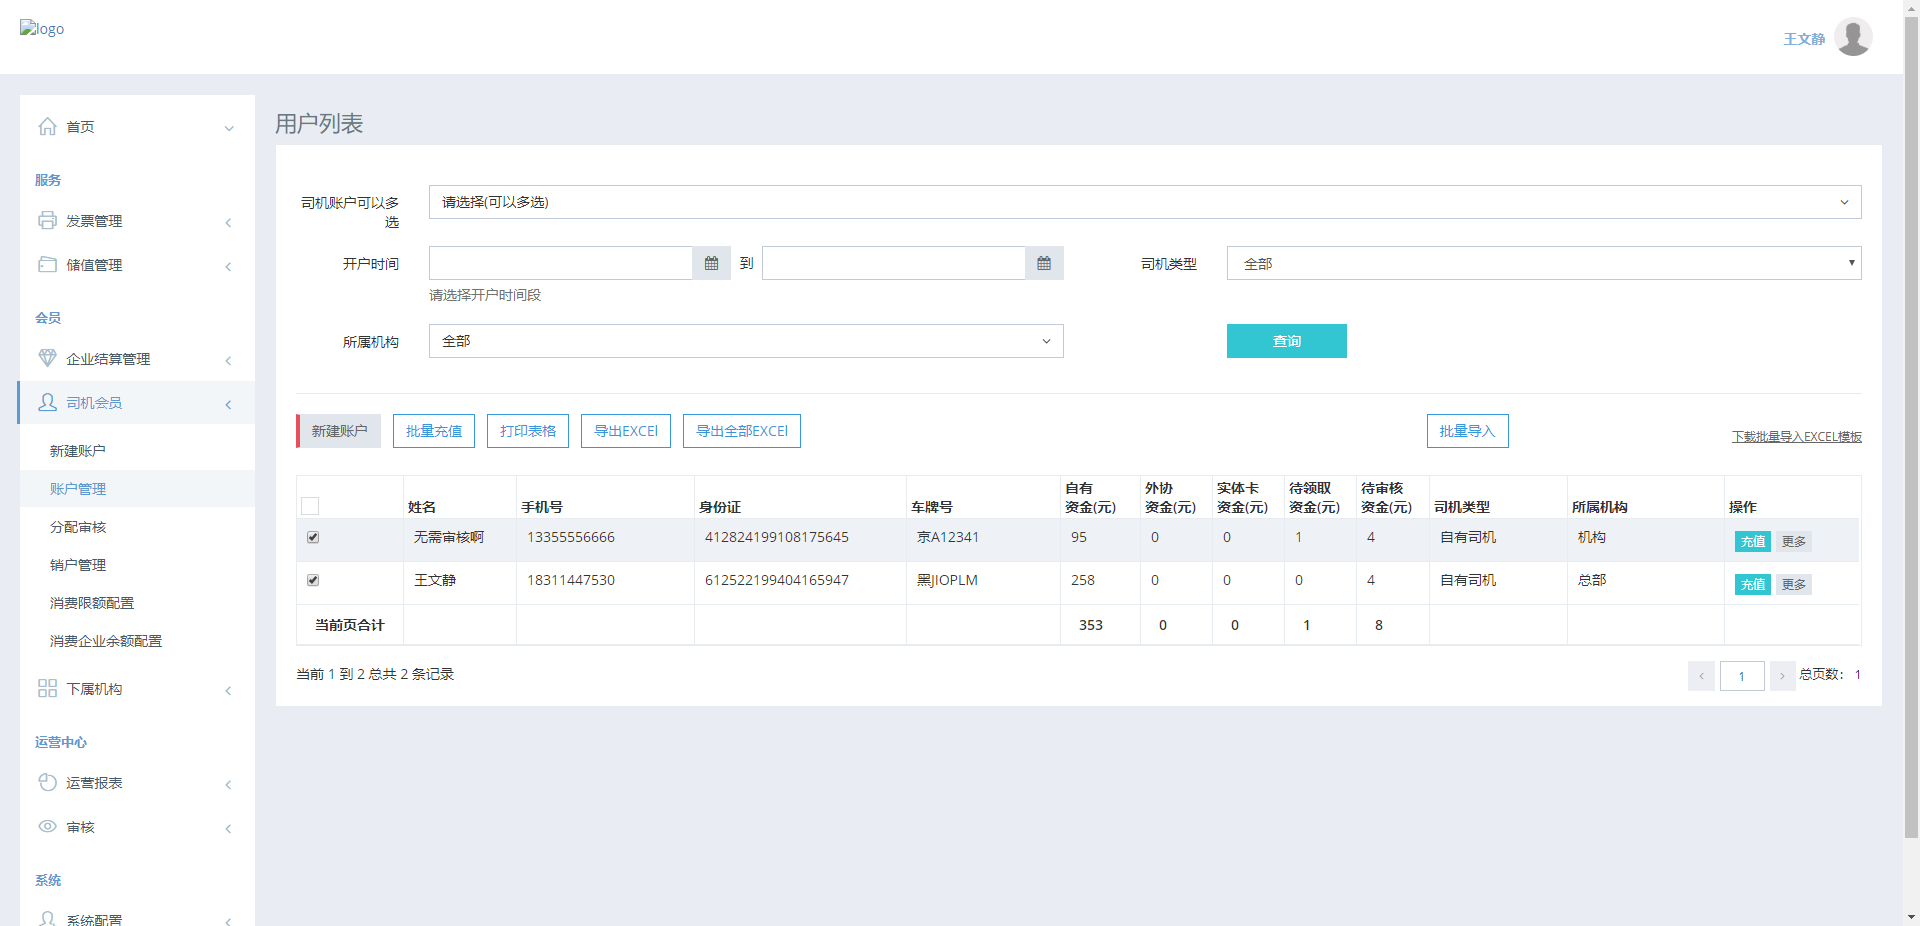 logo
王文静
首页
服务
发票管理
储值管理
会员
企业结算管理
司机会员
新建账户
账户管理
分配审核
销户管理
消费限额配置
消费企业余额配置
下属机构
运营中心
运营报表
审核
系统
系统配置
用户列表
司机账户可以多
选
请选择(可以多选)
开户时间
到
司机类型
全部
请选择开户时间段
所属机构
全部
查询
新建账户
批量充值
打印表格
导出EXCEl
导出全部EXCEl
批量导入
下载批量导入EXCEL模板
姓名 手机号 身份证 车牌号 自有资金(元) 外协资金(元) 实体卡资金(元) 待领取资金(元) 待审核资金(元) 司机类型 所属机构 操作
无需审核啊 13355556666 412824199108175645 京A12341 95 0 0 1 4 自有司机 机构 充值 更多
王文静 18311447530 612522199404165947 黑JIOPLM 258 0 0 0 4 自有司机 总部 充值 更多
当前页合计 353 0 0 1 8
当前 1 到 2 总共 2 条记录
1
总页数： 1